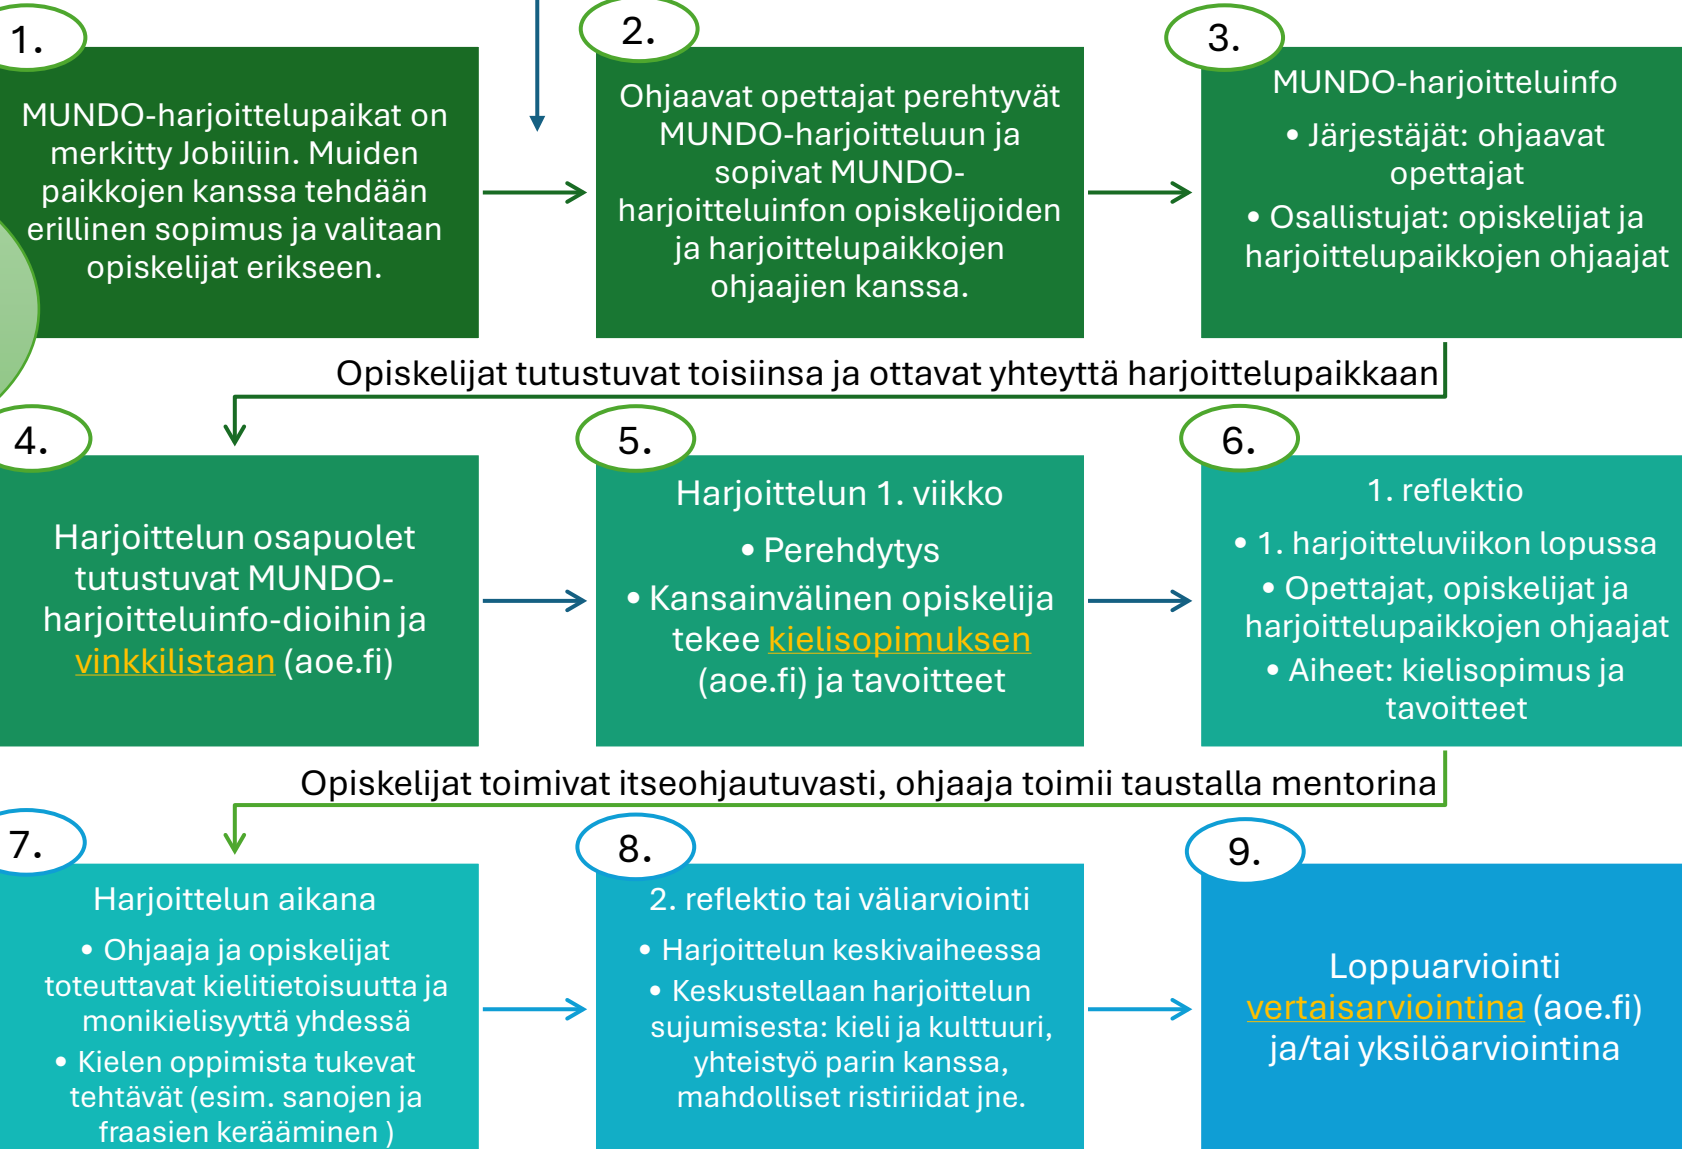 1.
MUNDO-harjoittelupaikat on
merkitty Jobiiliin. Muiden
paikkojen kanssa tehdään
erillinen sopimus ja valitaan
opiskelijat erikseen.
2.
Ohjaavat opettajat perehtyvät
MUNDO-harjoitteluun ja
sopivat MUNDO-
harjoitteluinfon opiskelijoiden
ja harjoittelupaikkojen
ohjaajien kanssa.
3.
MUNDO-harjoitteluinfo
• Järjestäjät: ohjaavat
opettajat
• Osallistujat: opiskelijat ja
harjoittelupaikkojen ohjaajat
Opiskelijat tutustuvat toisiinsa ja ottavat yhteyttä harjoittelupaikkaan
4.
Harjoittelun osapuolet
tutustuvat MUNDO-
harjoitteluinfo-dioihin ja
vinkkilistaan (aoe.fi)
5.
Harjoittelun 1. viikko
• Perehdytys
• Kansainvälinen opiskelija
tekee kielisopimuksen
(aoe.fi) ja tavoitteet
6.
1. reflektio
• 1. harjoitteluviikon lopussa
• Opettajat, opiskelijat ja
harjoittelupaikkojen ohjaajat
• Aiheet: kielisopimus ja
tavoitteet
Opiskelijat toimivat itseohjautuvasti, ohjaaja toimii taustalla mentorina
7.
Harjoittelun aikana
• Ohjaaja ja opiskelijat
toteuttavat kielitietoisuutta ja
monikielisyyttä yhdessä
• Kielen oppimista tukevat
tehtävät (esim. sanojen ja
fraasien kerääminen )
8.
2. reflektio tai väliarviointi
• Harjoittelun keskivaiheessa
• Keskustellaan harjoittelun
sujumisesta: kieli ja kulttuuri,
yhteistyö parin kanssa,
mahdolliset ristiriidat jne.
9.
Loppuarviointi
vertaisarviointina (aoe.fi)
ja/tai yksilöarviointina